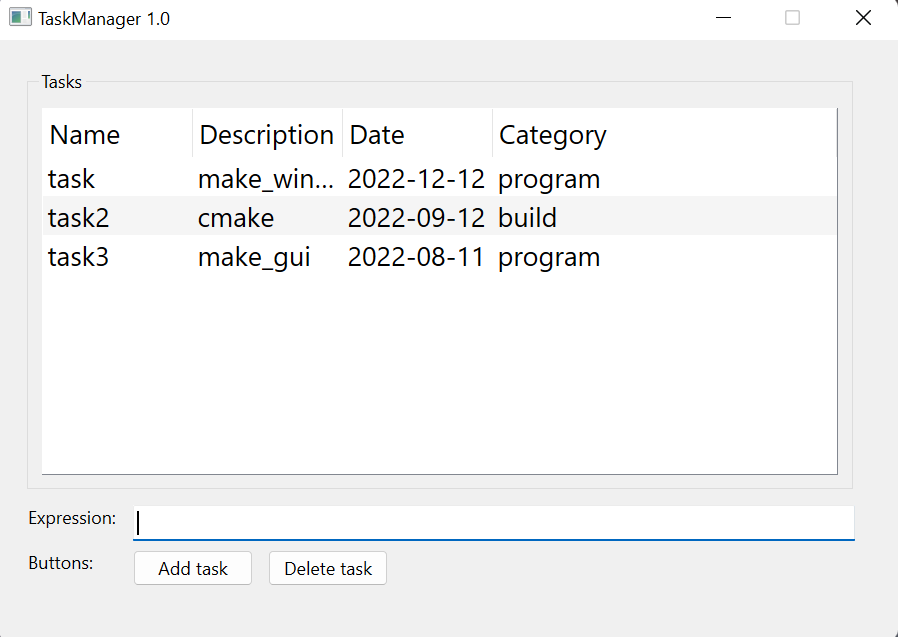 TaskManager 1.0
Tasks
Name Description Date Category
task make_win... 2022-12-12 program
task2 cmake 2022-09-12 build
task3 make_gui 2022-08-11 program
Expression:
Buttons: Add task Delete task